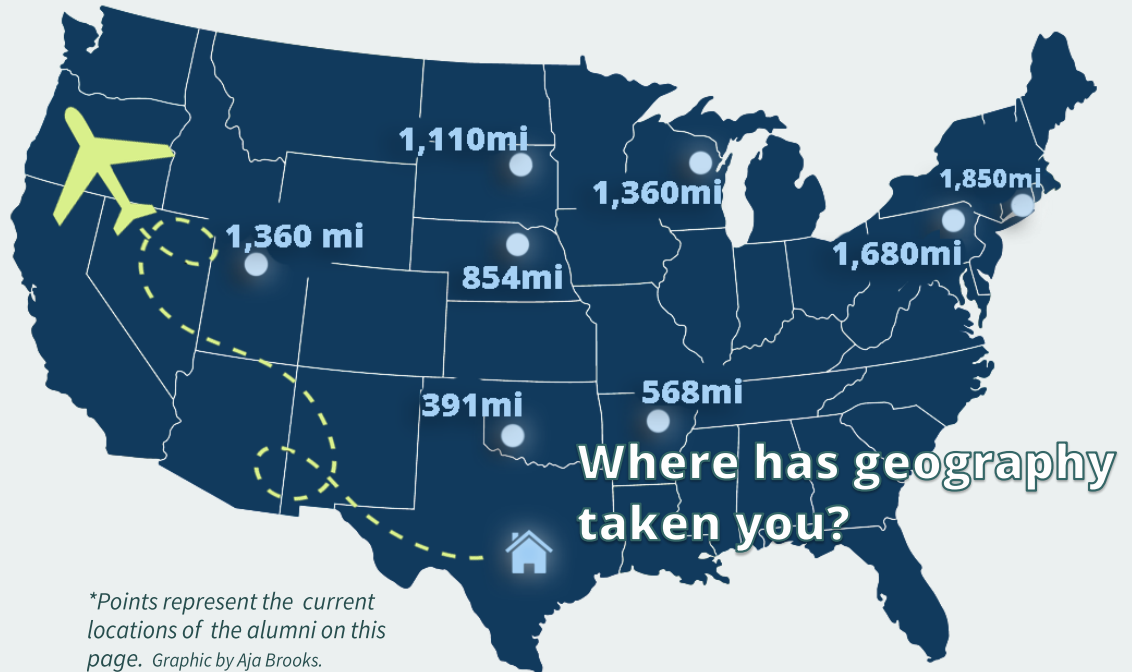 1,110mi
1,850mi
1,360mi
1,360 mi
1,680mi
854mi
568mi
391mi
Where has geography
taken you?
*Points represent the current
locations of the alumni on this
page. Graphic by Aja Brooks.